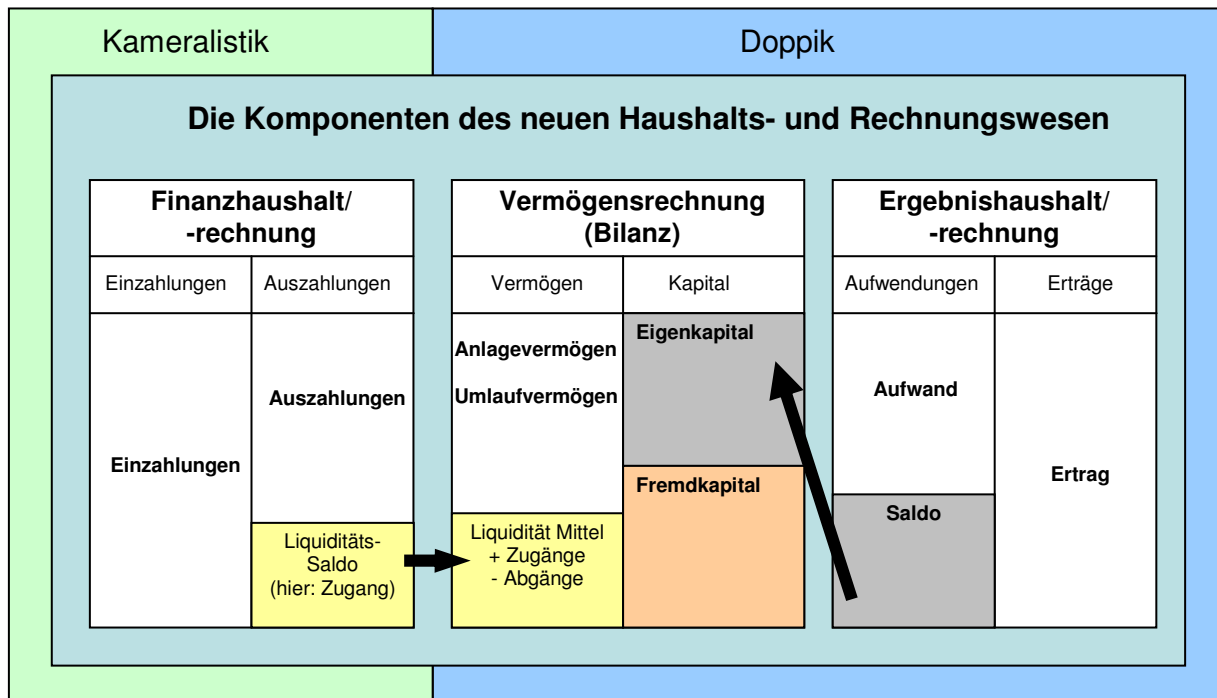 Kameralistik
Doppik
Die Komponenten des neuen Haushalts- und Rechnungswesen
Finanzhaushalt/
-rechnung
Einzahlungen
Auszahlungen
Einzahlungen
Auszahlungen
Liquiditäts-
Saldo
(hier: Zugang)
Vermögensrechnung
(Bilanz)
Vermögen
Kapital
Anlagevermögen
Umlaufvermögen
Liquidität Mittel
+ Zugänge
- Abgänge
Eigenkapital
Fremdkapital
Ergebnishaushalt/
-rechnung
Aufwendungen
Erträge
Aufwand
Saldo
Ertrag